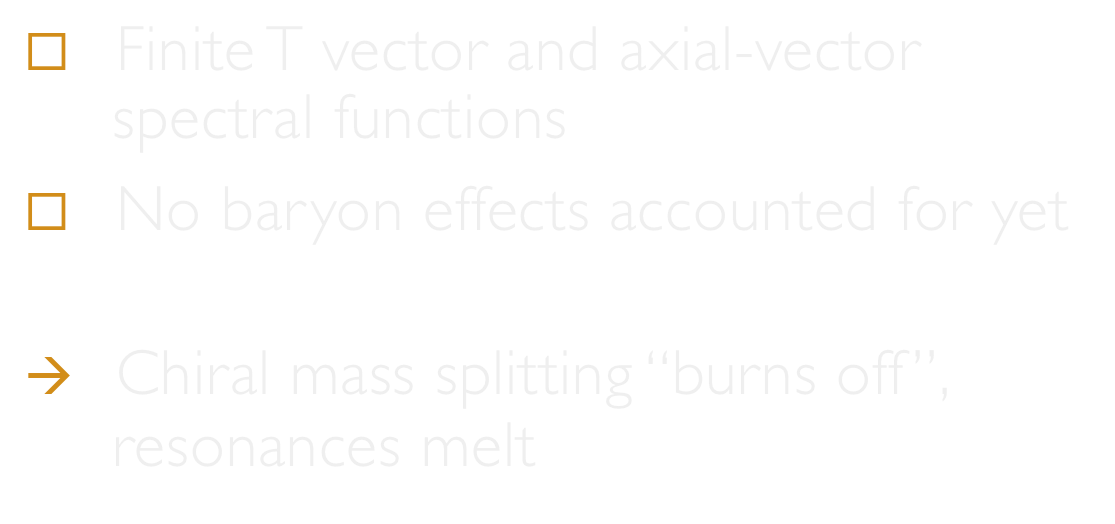 □ Finite T vector and axial-vector
spectral functions
□ No baryon effects accounted for yet
→ Chiral mass splitting “burns off”,
resonances melt